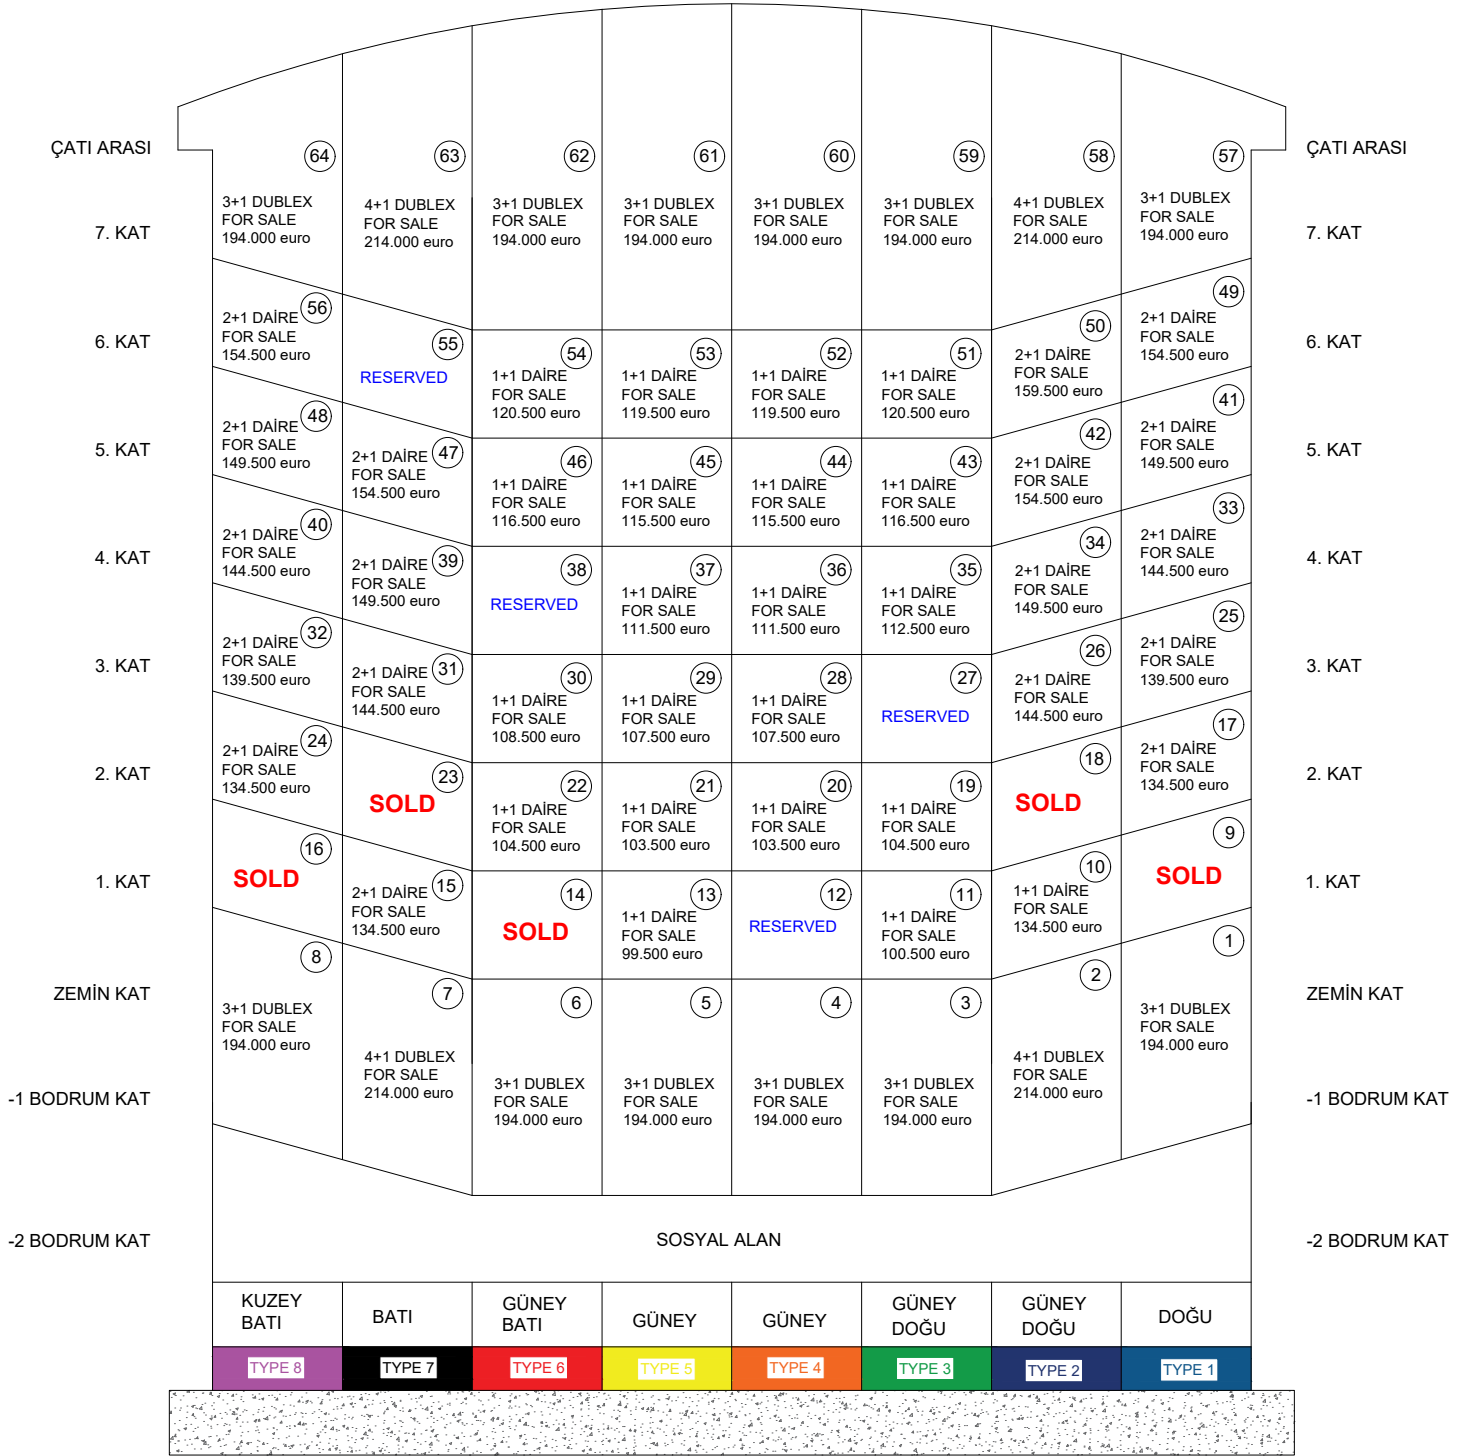 ÇATI ARASI
64
63
62
61
60
59
58
57
ÇATI ARASI
3+1 DUBLEX
FOR SALE
194.000 euro
4+1 DUBLEX
FOR SALE
214.000 euro
3+1 DUBLEX
FOR SALE
194.000 euro
3+1 DUBLEX
FOR SALE
194.000 euro
3+1 DUBLEX
FOR SALE
194.000 euro
3+1 DUBLEX
FOR SALE
194.000 euro
4+1 DUBLEX
FOR SALE
214.000 euro
3+1 DUBLEX
FOR SALE
194.000 euro
7. KAT
7. KAT
6. KAT
56
2+1 DAİRE
FOR SALE
154.500 euro
55
RESERVED
54
1+1 DAİRE
FOR SALE
120.500 euro
53
1+1 DAİRE
FOR SALE
119.500 euro
52
1+1 DAİRE
FOR SALE
119.500 euro
51
1+1 DAİRE
FOR SALE
120.500 euro
50
2+1 DAİRE
FOR SALE
159.500 euro
49
2+1 DAİRE
FOR SALE
154.500 euro
6. KAT
5. KAT
48
2+1 DAİRE
FOR SALE
149.500 euro
47
2+1 DAİRE
FOR SALE
154.500 euro
46
1+1 DAİRE
FOR SALE
116.500 euro
45
1+1 DAİRE
FOR SALE
115.500 euro
44
1+1 DAİRE
FOR SALE
115.500 euro
43
1+1 DAİRE
FOR SALE
116.500 euro
42
2+1 DAİRE
FOR SALE
154.500 euro
41
2+1 DAİRE
FOR SALE
149.500 euro
5. KAT
4. KAT
40
2+1 DAİRE
FOR SALE
144.500 euro
39
2+1 DAİRE
FOR SALE
149.500 euro
38
RESERVED
37
1+1 DAİRE
FOR SALE
111.500 euro
36
1+1 DAİRE
FOR SALE
111.500 euro
35
1+1 DAİRE
FOR SALE
112.500 euro
34
2+1 DAİRE
FOR SALE
149.500 euro
33
2+1 DAİRE
FOR SALE
144.500 euro
4. KAT
3. KAT
32
2+1 DAİRE
FOR SALE
139.500 euro
31
2+1 DAİRE
FOR SALE
144.500 euro
30
1+1 DAİRE
FOR SALE
108.500 euro
29
1+1 DAİRE
FOR SALE
107.500 euro
28
1+1 DAİRE
FOR SALE
107.500 euro
27
RESERVED
26
2+1 DAİRE
FOR SALE
144.500 euro
25
2+1 DAİRE
FOR SALE
139.500 euro
3. KAT
2. KAT
24
2+1 DAİRE
FOR SALE
134.500 euro
23
SOLD
22
1+1 DAİRE
FOR SALE
104.500 euro
21
1+1 DAİRE
FOR SALE
103.500 euro
20
1+1 DAİRE
FOR SALE
103.500 euro
19
1+1 DAİRE
FOR SALE
104.500 euro
18
SOLD
17
2+1 DAİRE
FOR SALE
134.500 euro
2. KAT
1. KAT
16
SOLD
15
2+1 DAİRE
FOR SALE
134.500 euro
14
SOLD
13
1+1 DAİRE
FOR SALE
99.500 euro
12
RESERVED
11
1+1 DAİRE
FOR SALE
100.500 euro
10
1+1 DAİRE
FOR SALE
134.500 euro
9
SOLD
1. KAT
ZEMİN KAT
8
3+1 DUBLEX
FOR SALE
194.000 euro
7
4+1 DUBLEX
FOR SALE
214.000 euro
6
3+1 DUBLEX
FOR SALE
194.000 euro
5
3+1 DUBLEX
FOR SALE
194.000 euro
4
3+1 DUBLEX
FOR SALE
194.000 euro
3
3+1 DUBLEX
FOR SALE
194.000 euro
2
4+1 DUBLEX
FOR SALE
214.000 euro
1
3+1 DUBLEX
FOR SALE
194.000 euro
ZEMİN KAT
-1 BODRUM KAT
-1 BODRUM KAT
-2 BODRUM KAT
SOSYAL ALAN
-2 BODRUM KAT
KUZEY
BATI
BATI
GÜNEY
BATI
GÜNEY
GÜNEY
GÜNEY
DOĞU
GÜNEY
DOĞU
DOĞU
TYPE 8
TYPE 7
TYPE 6
TYPE 5
TYPE 4
TYPE 3
TYPE 2
TYPE 1